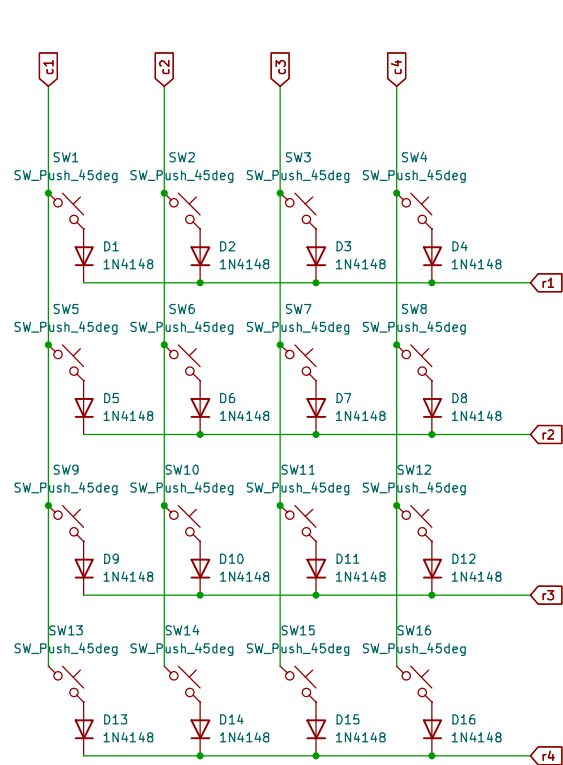 c1 c2 c3 c4
SW1 SW2 SW3 SW4
SW_Push_45deg SW_Push_45deg SW_Push_45deg SW_Push_45deg
D1 D2 D3 D4
1N4148 1N4148 1N4148 1N4148
r1
SW5 SW6 SW7 SW8
SW_Push_45deg SW_Push_45deg SW_Push_45deg SW_Push_45deg
D5 D6 D7 D8
1N4148 1N4148 1N4148 1N4148
r2
SW9 SW10 SW11 SW12
SW_Push_45deg SW_Push_45deg SW_Push_45deg SW_Push_45deg
D9 D10 D11 D12
1N4148 1N4148 1N4148 1N4148
r3
SW13 SW14 SW15 SW16
SW_Push_45deg SW_Push_45deg SW_Push_45deg SW_Push_45deg
D13 D14 D15 D16
1N4148 1N4148 1N4148 1N4148
r4